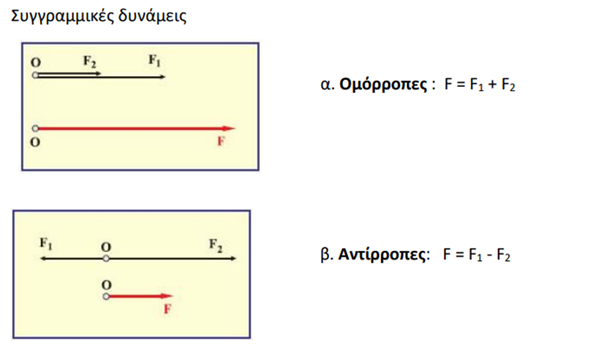 Συγγραμμικές δυνάμεις
O F₂ F₁
α. Ομόρροπες : F = F₁ + F₂
O F
F₁ O F₂
β. Αντίρροπες: F = F₁ - F₂
O
F